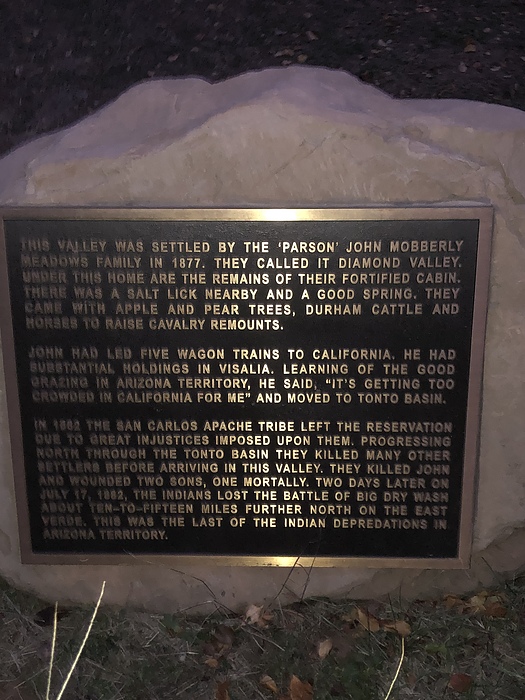 THIS VALLEY WAS SETTLED BY THE 'PARSON' JOHN MOBBERLY
MEADOWS FAMILY IN 1877. THEY CALLED IT DIAMOND VALLEY.
UNDER THIS HOME ARE THE REMAINS OF THEIR FORTIFIED CABIN.
THERE WAS A SALT LICK NEARBY AND A GOOD SPRING. THEY
CAME WITH APPLE AND PEAR TREES, DURHAM CATTLE AND
HORSES TO RAISE CAVALRY REMOUNTS.
JOHN HAD LED FIVE WAGON TRAINS TO CALIFORNIA. HE HAD
SUBSTANTIAL HOLDINGS IN VISALIA. LEARNING OF THE GOOD
GRAZING IN ARIZONA TERRITORY, HE SAID, "IT'S GETTING TOO
CROWDED IN CALIFORNIA FOR ME" AND MOVED TO TONTO BASIN.
IN 1882 THE SAN CARLOS APACHE TRIBE LEFT THE RESERVATION
DUE TO GREAT INJUSTICES IMPOSED UPON THEM. PROGRESSING
NORTH THROUGH THE TONTO BASIN THEY KILLED MANY OTHER
SETTLERS BEFORE ARRIVING IN THIS VALLEY. THEY KILLED JOHN
AND WOUNDED TWO SONS, ONE MORTALLY. TWO DAYS LATER ON
JULY 17, 1882, THE INDIANS LOST THE BATTLE OF BIG DRY WASH
ABOUT TEN-TO-FIFTEEN MILES FURTHER NORTH ON THE EAST
VERDE. THIS WAS THE LAST OF THE INDIAN DEPREDATIONS IN
ARIZONA TERRITORY.